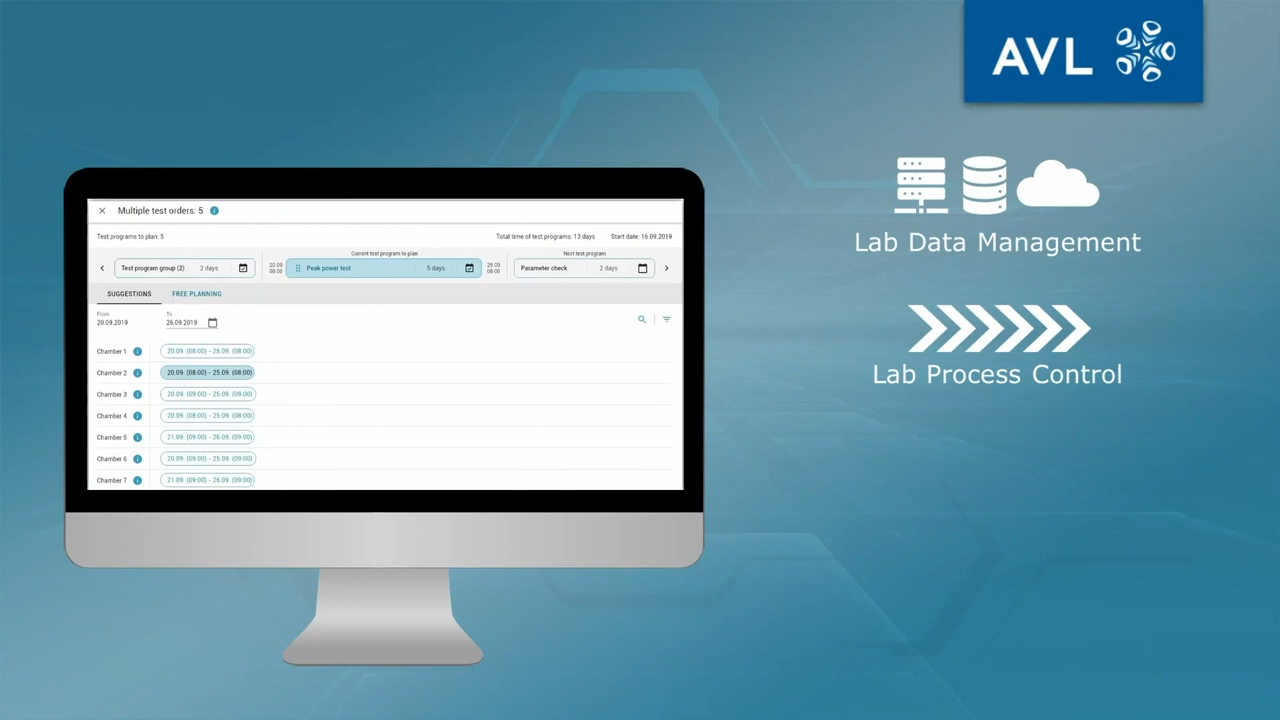 AVL
Multiple test orders: 5
Test programs to plan: 5
Total time of test programs: 13 days
Start date: 16.09.2019
Current test program to plan
Next test program
Test program group (2) 2 days
20.09 08:00
Peak power test 5 days
25.09 08:00
Parameter check 2 days
SUGGESTIONS FREE PLANNING
From To
20.09.2019 26.09.2019
Chamber 1 20.09. (08:00) - 25.09. (08:00)
Chamber 2 20.09. (08:00) - 25.09. (08:00)
Chamber 3 20.09. (09:00) - 25.09. (09:00)
Chamber 4 20.09. (08:00) - 25.09. (08:00)
Chamber 5 21.09. (09:00) - 26.09. (09:00)
Chamber 6 20.09. (09:00) - 25.09. (09:00)
Chamber 7 21.09. (09:00) - 26.09. (09:00)
Lab Data Management
Lab Process Control